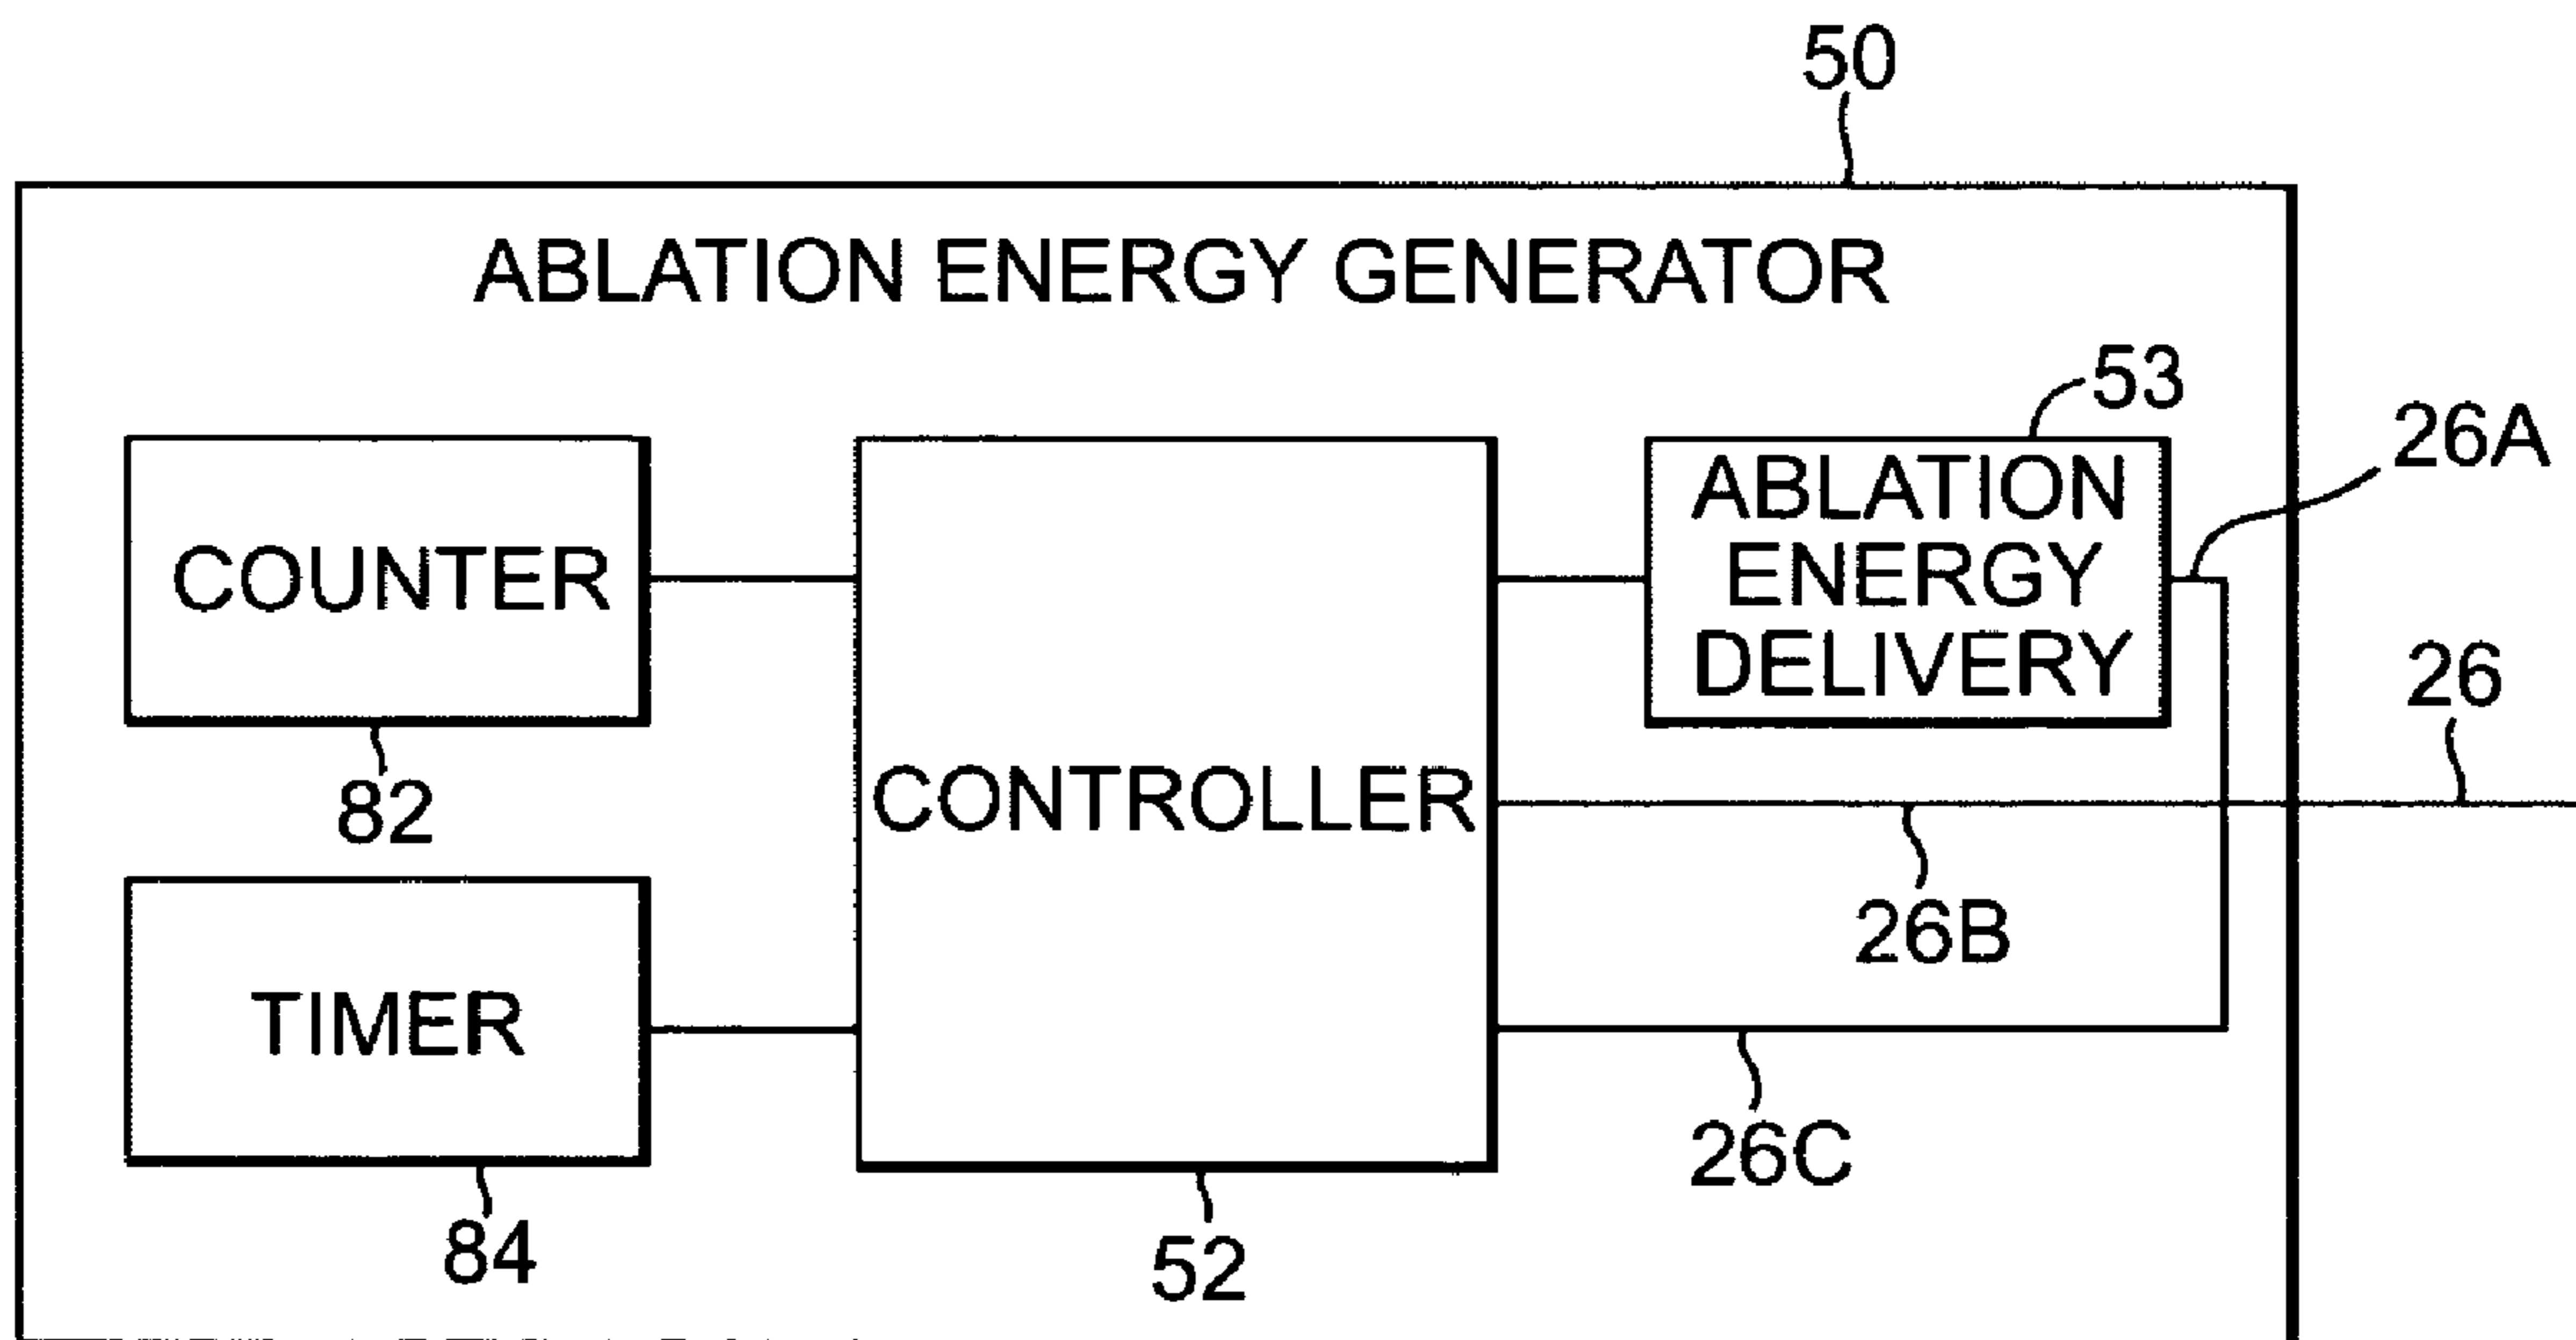 50
ABLATION ENERGY GENERATOR
53
26A
COUNTER
ABLATION
ENERGY
DELIVERY
26
82
CONTROLLER
26B
TIMER
26C
84
52